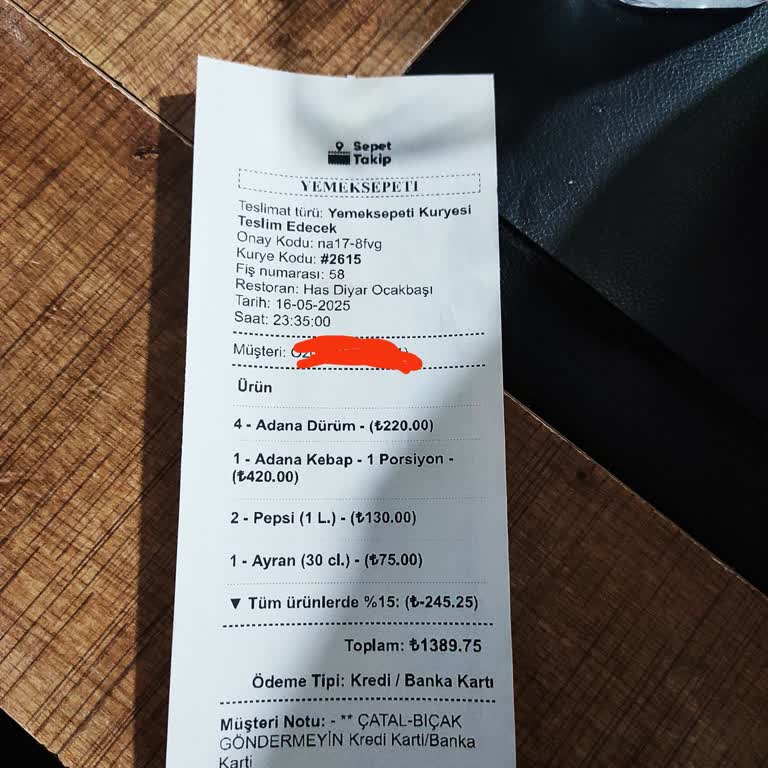 Sepet
Takip
YEMEKSEPETI
Teslimat türü: Yemeksepeti Kuryesi
Teslim Edecek
Onay Kodu: na17-8fvg
Kurye Kodu: #2615
Fiş numarası: 58
Restoran: Has Diyar Ocakbaşı
Tarih: 16-05-2025
Saat: 23:35:00
Müşteri:
Ürün
4 - Adana Dürüm - (₺220.00)
1 - Adana Kebap - 1 Porsiyon -
(₺420.00)
2 - Pepsi (1 L.) - (₺130.00)
1 - Ayran (30 cl.) - (₺75.00)
▼ Tüm ürünlerde %15: (₺-245.25)
Toplam: ₺1389.75
Ödeme Tipi: Kredi / Banka Kartı
Müşteri Notu: - ** ÇATAL-BIÇAK
GÖNDERMEYİN Kredi Karti/Banka
Karti